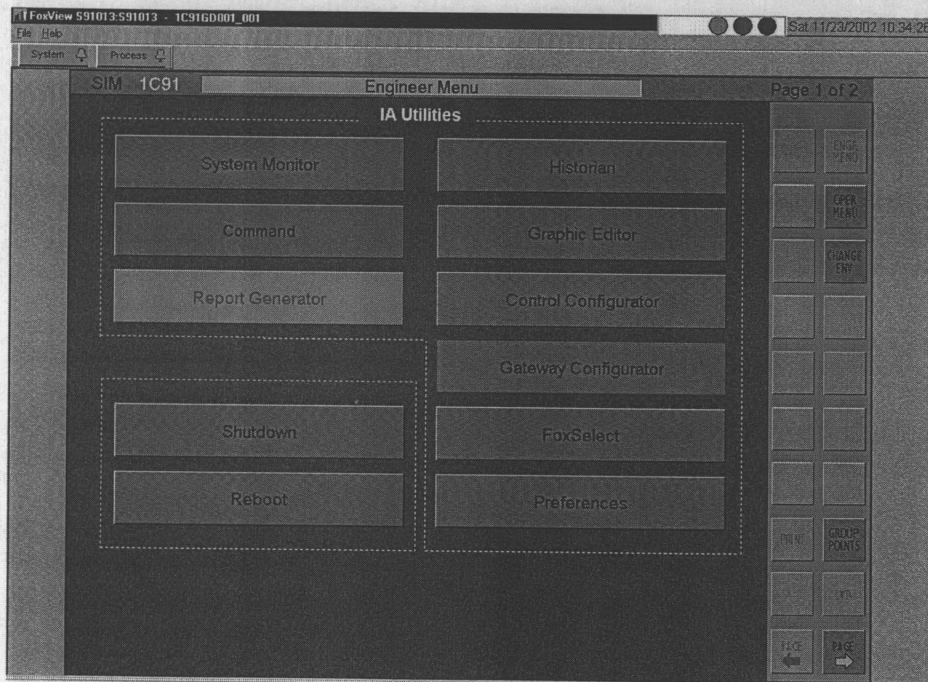 FoxView S91013:S91013 - 1C91GD001_001
Sat 11/23/2002 10:34:26
File Help
System Process
SIM 1C91 Engineer Menu Page 1 of 2
IA Utilities
System Monitor
Historian
Command
Graphic Editor
Report Generator
Control Configurator
Gateway Configurator
Shutdown
FoxSelect
Reboot
Preferences
ENGR MENU
OPER MENU
CHANGE ENV
PRINT
GROUP POINTS
PAGE
PAGE